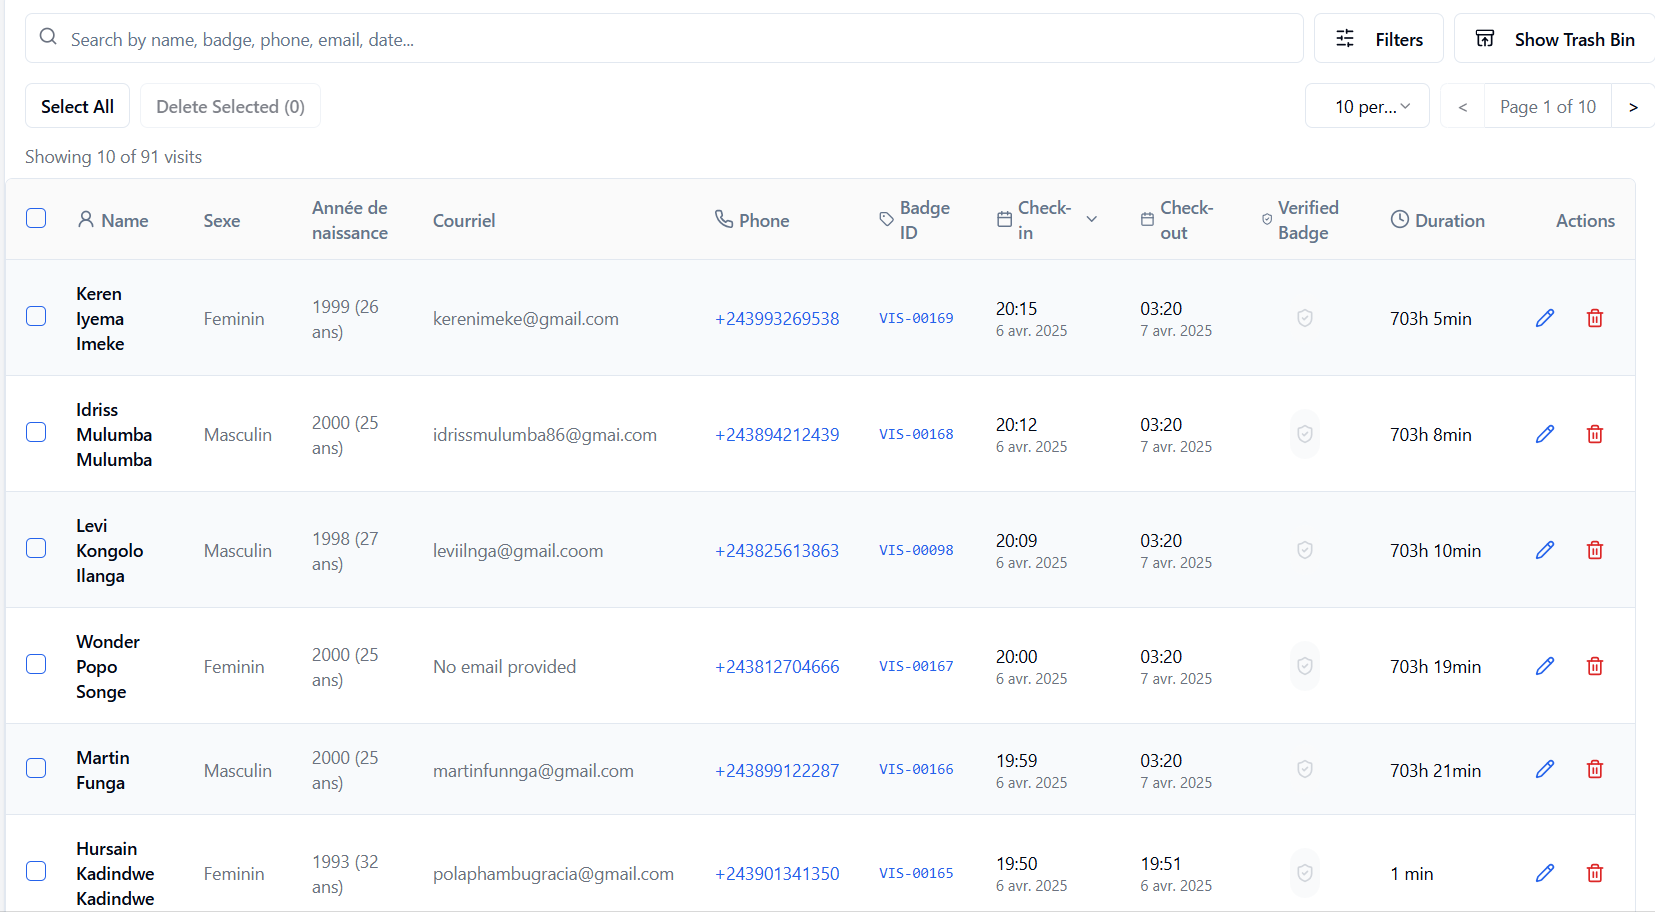 Search by name, badge, phone, email, date...
Filters
Show Trash Bin
Select All
Delete Selected (0)
10 per...
<
Page 1 of 10
>
Showing 10 of 91 visits
Name
Sexe
Année de
naissance
Courriel
Phone
Badge
ID
Check-
in
Check-
out
Verified
Badge
Duration
Actions
Keren
Iyema
Imeke
Feminin
1999 (26
ans)
kerenimeke@gmail.com
+243993269538
VIS-00169
20:15
6 avr. 2025
03:20
7 avr. 2025
703h 5min
Idriss
Mulumba
Mulumba
Masculin
2000 (25
ans)
idrissmulumba86@gmai.com
+243894212439
VIS-00168
20:12
6 avr. 2025
03:20
7 avr. 2025
703h 8min
Levi
Kongolo
Ilanga
Masculin
1998 (27
ans)
leviilnga@gmail.coom
+243825613863
VIS-00098
20:09
6 avr. 2025
03:20
7 avr. 2025
703h 10min
Wonder
Popo
Songe
Feminin
2000 (25
ans)
No email provided
+243812704666
VIS-00167
20:00
6 avr. 2025
03:20
7 avr. 2025
703h 19min
Martin
Funga
Masculin
2000 (25
ans)
martinfunnga@gmail.com
+243899122287
VIS-00166
19:59
6 avr. 2025
03:20
7 avr. 2025
703h 21min
Hursain
Kadindwe
Kadindwe
Feminin
1993 (32
ans)
polaphambugracia@gmail.com
+243901341350
VIS-00165
19:50
6 avr. 2025
19:51
6 avr. 2025
1 min